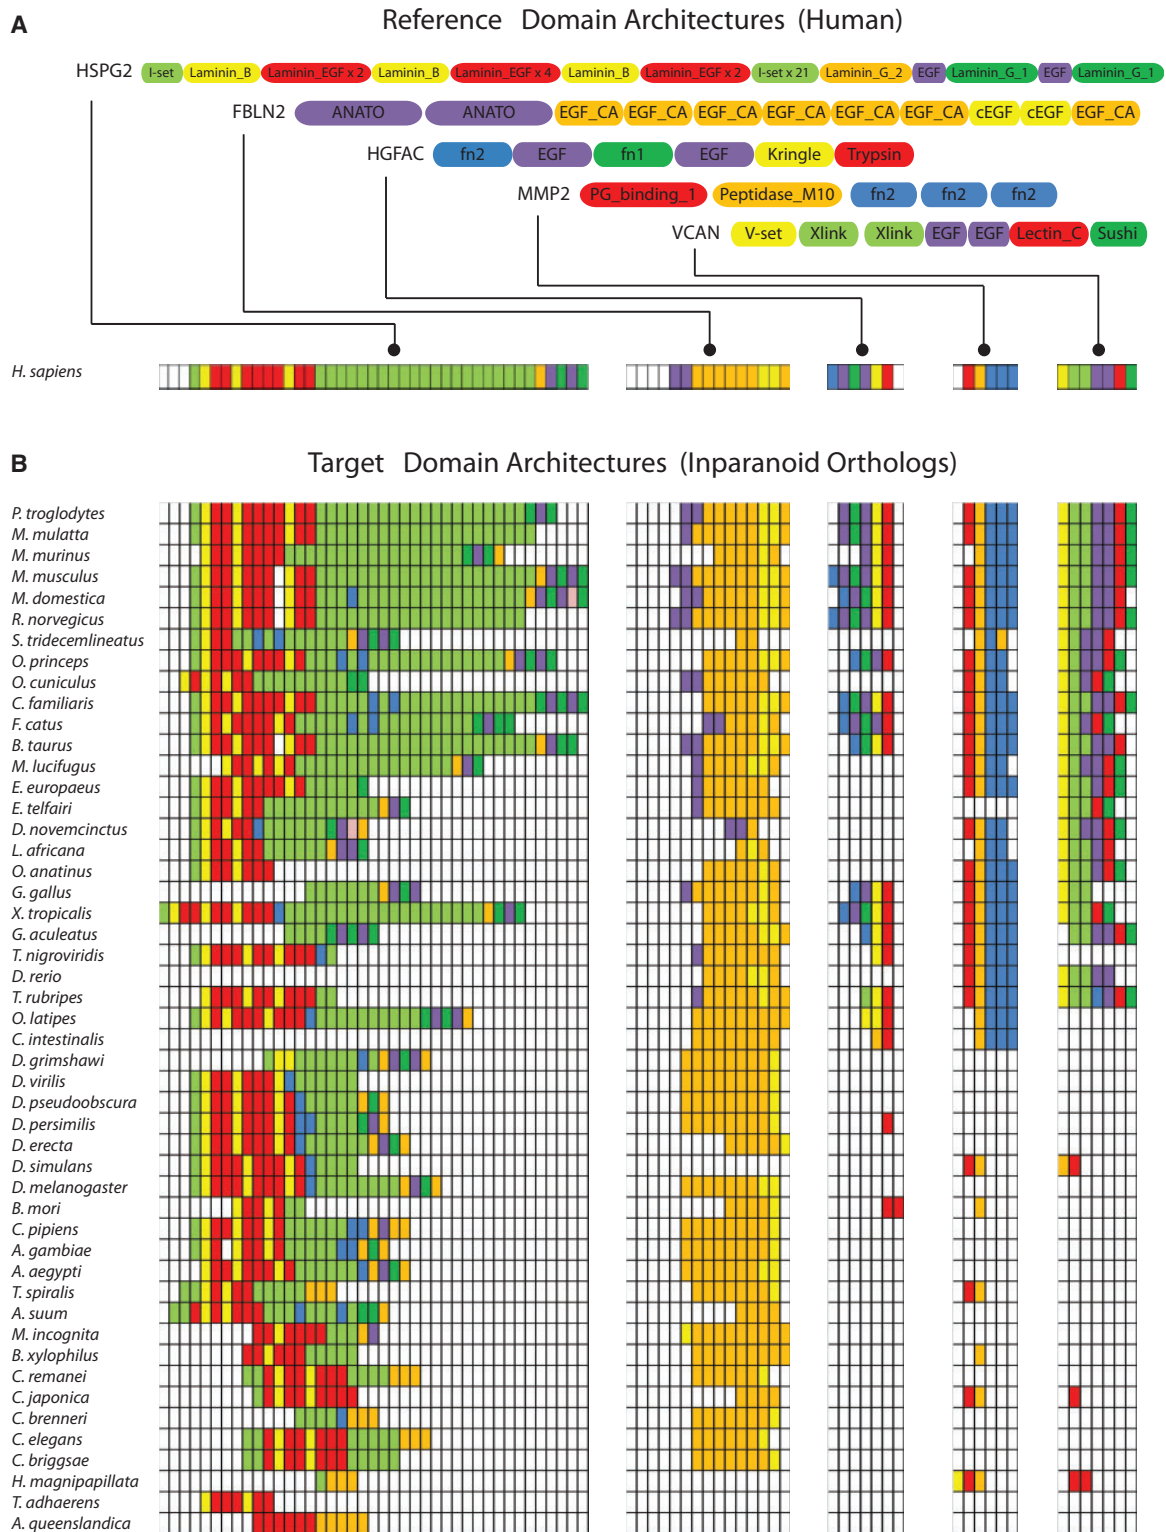 A
Reference Domain Architectures (Human)
HSPG2 I-set Laminin_B Laminin_EGF x 2 Laminin_B Laminin_EGF x 4 Laminin_B Laminin_EGF x 2 I-set x 21 Laminin_G_2 EGF Laminin_G_1 EGF Laminin_G_1
FBLN2 ANATO ANATO EGF_CA EGF_CA EGF_CA EGF_CA EGF_CA EGF_CA cEGF cEGF EGF_CA
HGFAC fn2 EGF fn1 EGF Kringle Trypsin
MMP2 PG_binding_1 Peptidase_M10 fn2 fn2 fn2
VCAN V-set Xlink Xlink EGF EGF Lectin_C Sushi
H. sapiens
B
Target Domain Architectures (Inparanoid Orthologs)
P. troglodytes
M. mulatta
M. murinus
M. musculus
M. domestica
R. norvegicus
S. tridecemlineatus
O. princeps
O. cuniculus
C. familiaris
F. catus
B. taurus
M. lucifugus
E. europaeus
E. telfairi
D. novemcinctus
L. africana
O. anatinus
G. gallus
X. tropicalis
G. aculeatus
T. nigroviridis
D. rerio
T. rubripes
O. latipes
C. intestinalis
D. grimshawi
D. virilis
D. pseudoobscura
D. persimilis
D. erecta
D. simulans
D. melanogaster
B. mori
C. pipiens
A. gambiae
A. aegypti
T. spiralis
A. suum
M. incognita
B. xylophilus
C. remanei
C. japonica
C. brenneri
C. elegans
C. briggsae
H. magnipapillata
T. adhaerens
A. queenslandica